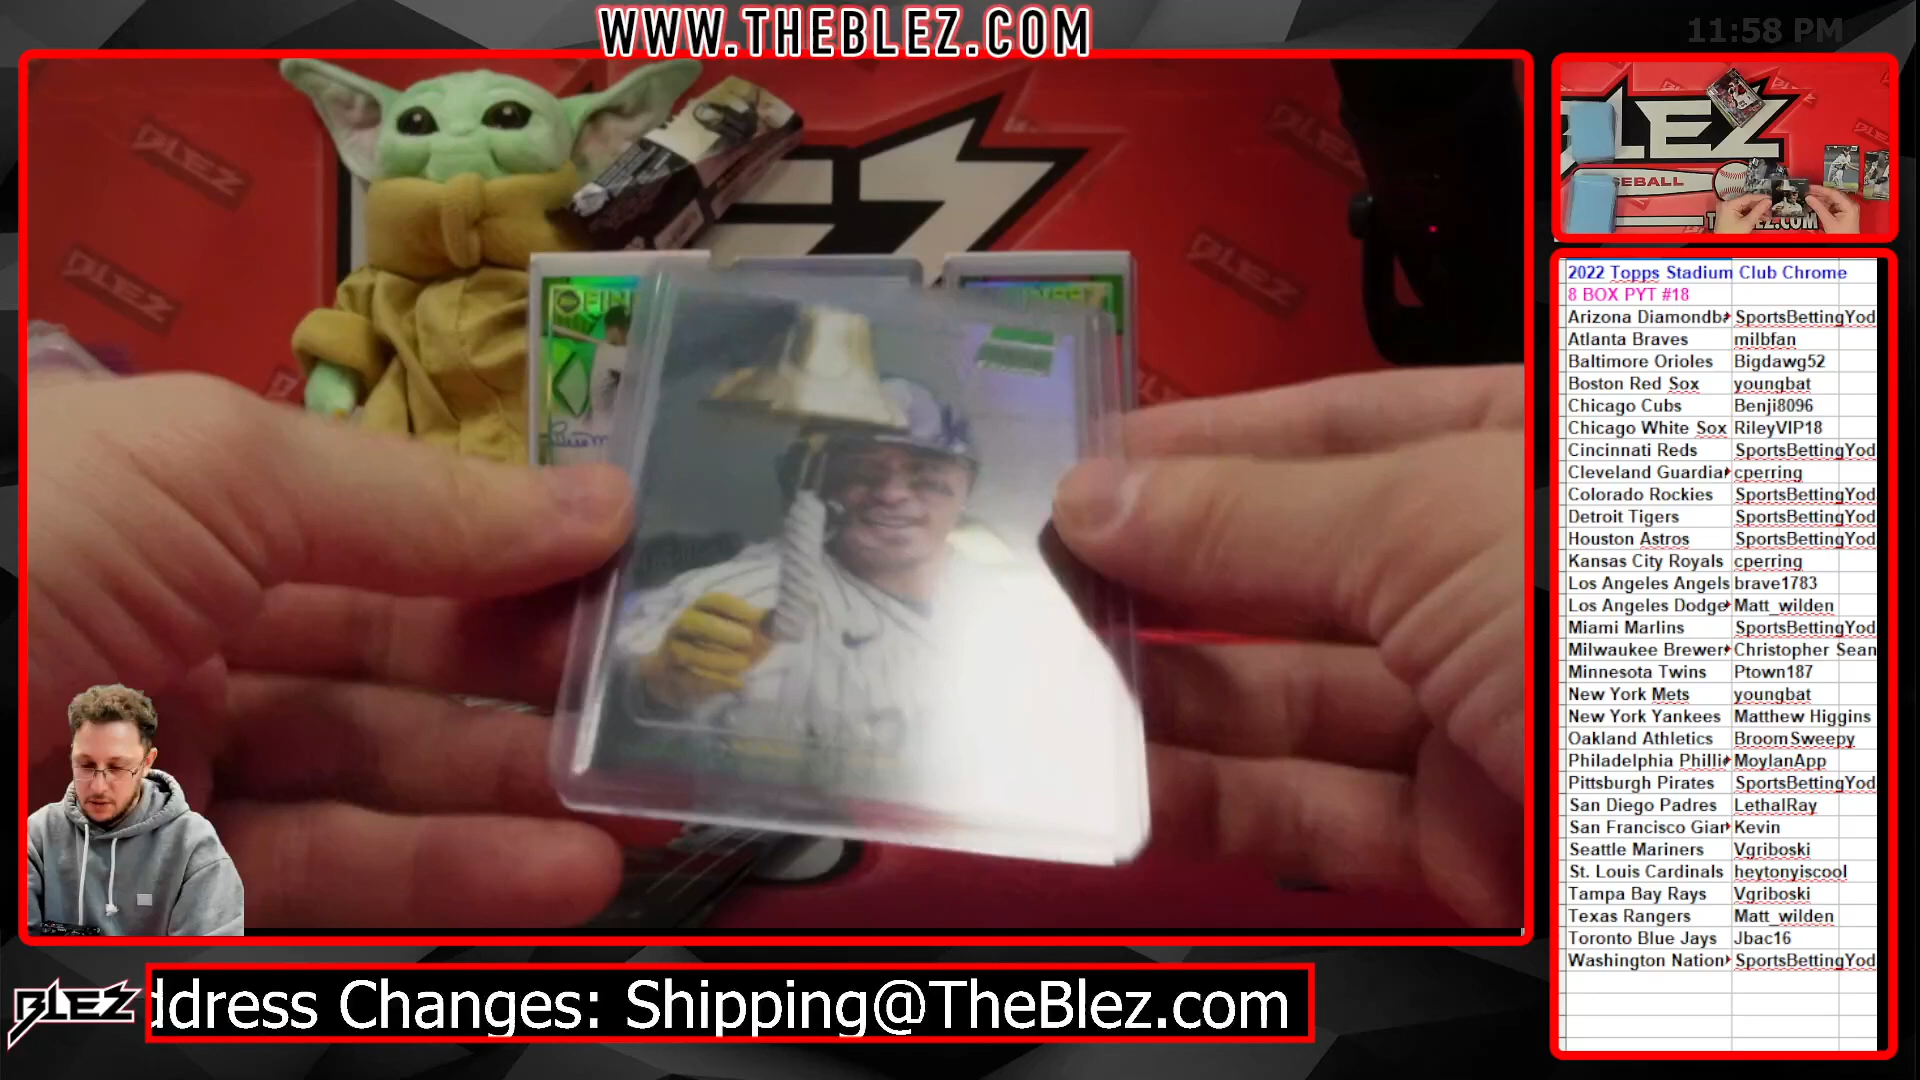 WWW.THEBLEZ.COM
11:58 PM
BLEZ
BLEZ
BLEZ
LEZ
2022 Topps Stadium Club Chrome
8 BOX PYT #18
Arizona Diamondba SportsBettingYod
Atlanta Braves milbfan
Baltimore Orioles Bigdawg52
Boston Red Sox youngbat
Chicago Cubs Benji8096
Chicago White Sox RileyVIP18
Cincinnati Reds SportsBettingYod
Cleveland Guardia cperring
Colorado Rockies SportsBettingYod
Detroit Tigers SportsBettingYod
Houston Astros SportsBettingYod
Kansas City Royals cperring
Los Angeles Angels brave1783
Los Angeles Dodge Matt_wilden
Miami Marlins SportsBettingYod
Milwaukee Brewer Christopher Sean
Minnesota Twins Ptown187
New York Mets youngbat
New York Yankees Matthew Higgins
Oakland Athletics BroomSweepy
Philadelphia Philli MoylanApp
Pittsburgh Pirates SportsBettingYod
San Diego Padres LethalRay
San Francisco Gian Kevin
Seattle Mariners Vgriboski
St. Louis Cardinals heytonyiscool
Tampa Bay Rays Vgriboski
Texas Rangers Matt_wilden
Toronto Blue Jays Jbac16
Washington Nation SportsBettingYod
BLEZ
ddress Changes: Shipping@TheBlez.com